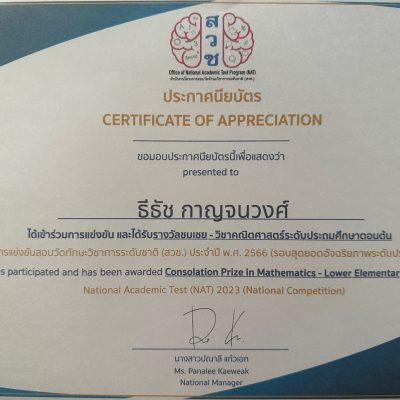 สวช
Office of National Academic Test Program (NAT)
ประกาศนียบัตร
CERTIFICATE OF APPRECIATION
ขอมอบประกาศนียบัตรนี้เพื่อแสดงว่า
presented to
ธีธัช กาญจนวงศ์
ได้เข้าร่วมการแข่งขัน และได้รับรางวัลชมเชย - วิชาคณิตศาสตร์ระดับประถมศึกษาตอนต้น
การแข่งขันสอบวัดทักษะวิชาการระดับชาติ (สวช.) ประจำปี พ.ศ. 2566 (รอบสุดยอดอัจฉริยภาพระดับประ
participated and has been awarded Consolation Prize in Mathematics - Lower Elementar
National Academic Test (NAT) 2023 (National Competition)
นางสาวปณาลี แก้วเอก
Ms. Panalee Kaeweak
National Manager